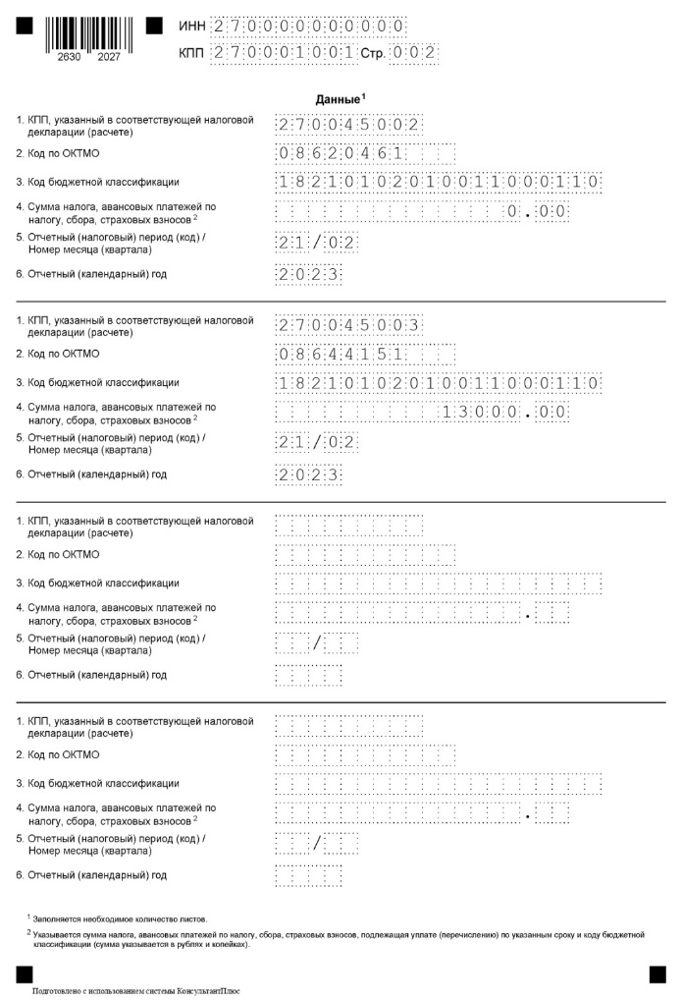 ИНН 270000000000
2630 2027
КПП 270001001 Стр. 002
Данные 1
1. КПП, указанный в соответствующей налоговой
декларации (расчете)
270045002
2. Код по ОКТМО
08620461
3. Код бюджетной классификации
18210102010011000110
4. Сумма налога, авансовых платежей по
налогу, сбора, страховых взносов 2
0.00
5. Отчетный (налоговый) период (код) /
Номер месяца (квартала)
21/02
6. Отчетный (календарный) год
2023
1. КПП, указанный в соответствующей налоговой
декларации (расчете)
270045003
2. Код по ОКТМО
08644151
3. Код бюджетной классификации
18210102010011000110
4. Сумма налога, авансовых платежей по
налогу, сбора, страховых взносов 2
13000.00
5. Отчетный (налоговый) период (код) /
Номер месяца (квартала)
21/02
6. Отчетный (календарный) год
2023
1. КПП, указанный в соответствующей налоговой
декларации (расчете)
2. Код по ОКТМО
3. Код бюджетной классификации
4. Сумма налога, авансовых платежей по
налогу, сбора, страховых взносов 2
.
5. Отчетный (налоговый) период (код) /
Номер месяца (квартала)
/
6. Отчетный (календарный) год
1. КПП, указанный в соответствующей налоговой
декларации (расчете)
2. Код по ОКТМО
3. Код бюджетной классификации
4. Сумма налога, авансовых платежей по
налогу, сбора, страховых взносов 2
.
5. Отчетный (налоговый) период (код) /
Номер месяца (квартала)
/
6. Отчетный (календарный) год
1 Заполняется необходимое количество листов.
2 Указывается сумма налога, авансовых платежей по налогу, сбора, страховых взносов, подлежащая уплате (перечислению) по указанным сроку и коду бюджетной
классификации (сумма указывается в рублях и копейках).
Подготовлено с использованием системы КонсультантПлюс